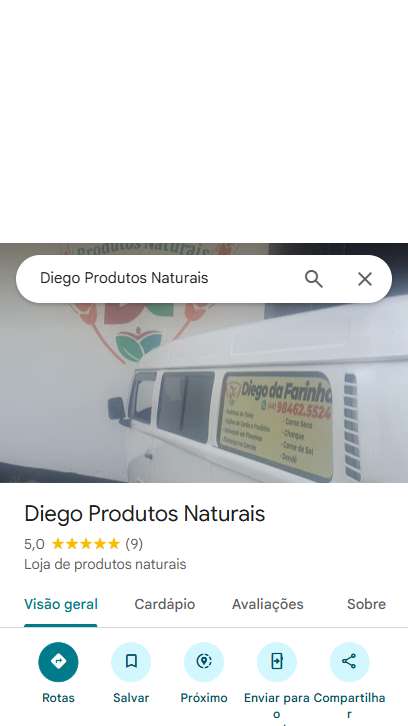 Produtos Naturais
Diego Produtos Naturais
Diego da Farinha
98462.5524
· Carne Seca
· Charque
· Carne de Sol
· Dendê
Diego Produtos Naturais
5,0 ★★★★★ (9)
Loja de produtos naturais
Visão geral Cardápio Avaliações Sobre
Rotas Salvar Próximo Enviar para o Compartilhar